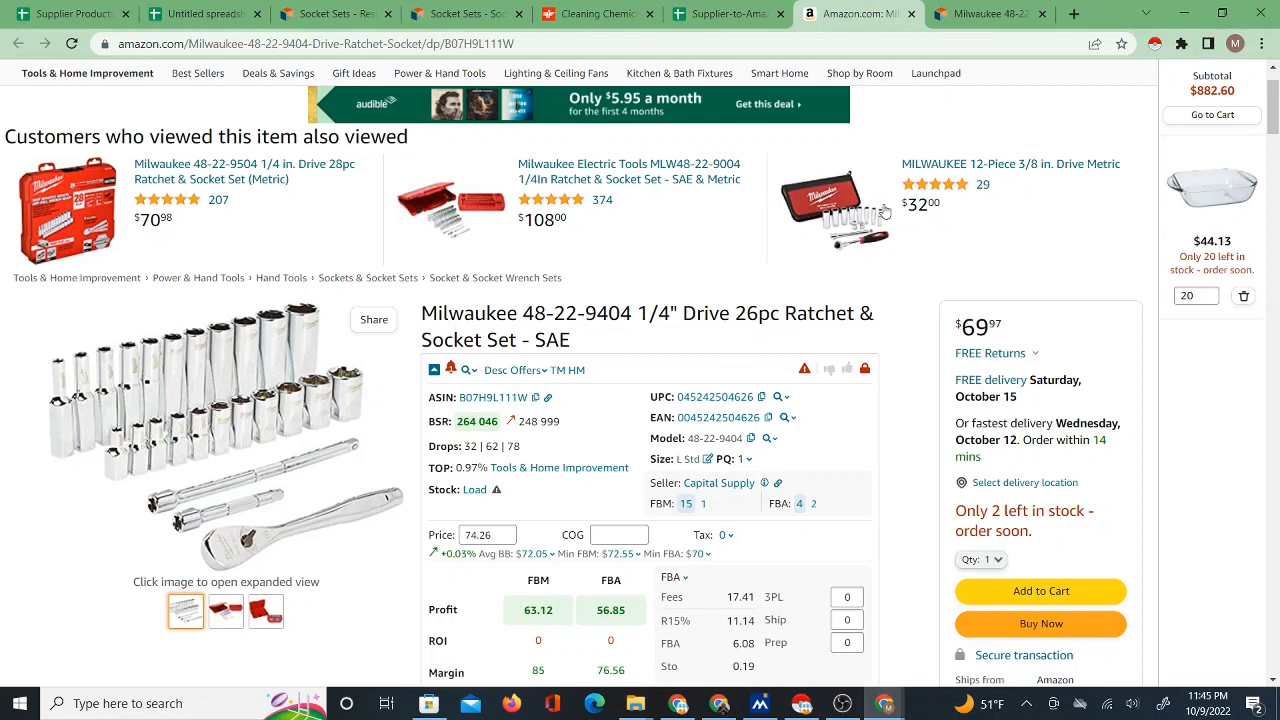 Audible - suppl
Untitled spreadsh
Socket Sets - So
Socket Sets - So
Cleaning Chemic
Supplier-to-Ama
Amazon.com: Mil
Milwaukee 48-22
amazon.com/Milwaukee-48-22-9404-Drive-Ratchet-Socket/dp/B07H9L111W
M
Tools & Home Improvement Best Sellers Deals & Savings Gift Ideas Power & Hand Tools Lighting & Ceiling Fans Kitchen & Bath Fixtures Smart Home Shop by Room Launchpad
Subtotal
$882.60
Go to Cart
audible
Only $5.95 a month
for the first 4 months
Get this deal ▸
Customers who viewed this item also viewed
Milwaukee 48-22-9504 1/4 in. Drive 28pc
Ratchet & Socket Set (Metric)
207
$70 98
Milwaukee Electric Tools MLW48-22-9004
1/4In Ratchet & Socket Set - SAE & Metric
374
$108 00
MILWAUKEE 12-Piece 3/8 in. Drive Metric
29
$32 00
$44.13
Only 20 left in
stock - order soon.
20
Tools & Home Improvement › Power & Hand Tools › Hand Tools › Sockets & Socket Sets › Socket & Socket Wrench Sets
Share
Click image to open expanded view
Milwaukee 48-22-9404 1/4" Drive 26pc Ratchet &
Socket Set - SAE
Desc Offers TM HM
ASIN: B07H9L111W
BSR: 264 046 248 999
Drops: 32 | 62 | 78
TOP: 0.97% Tools & Home Improvement
Stock: Load
UPC: 045242504626
EAN: 0045242504626
Model: 48-22-9404
Size: L Std PQ: 1
Seller: Capital Supply
FBM: 15 1 FBA: 4 2
Price: 74.26 COG Tax: 0
+0.03% Avg BB: $72.05 Min FBM: $72.55 Min FBA: $70
FBM FBA
Profit 63.12 56.85
ROI 0 0
Margin 85 76.56
FBA
Fees 17.41 3PL 0
R15% 11.14 Ship 0
FBA 6.08 Prep 0
Sto 0.19
$69 97
FREE Returns
FREE delivery Saturday,
October 15
Or fastest delivery Wednesday,
October 12. Order within 14
mins
Select delivery location
Only 2 left in stock -
order soon.
Qty: 1
Add to Cart
Buy Now
Secure transaction
Ships from Amazon
Type here to search
51°F
11:45 PM
10/9/2022
2